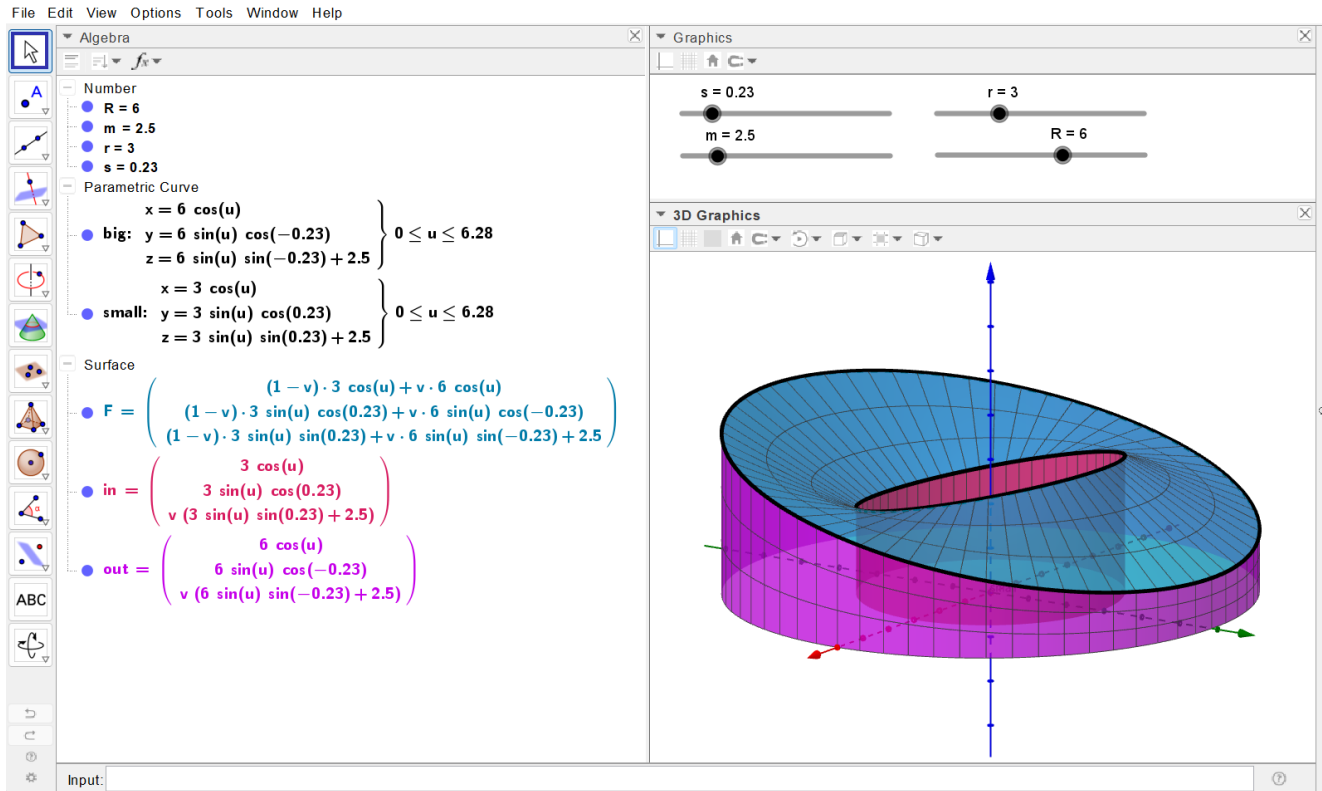 File Edit View Options Tools Window Help
Algebra
fx
Number
R = 6
m = 2.5
r = 3
s = 0.23
Parametric Curve
x = 6 cos(u)
big: y = 6 sin(u) cos(−0.23) } 0 ≤ u ≤ 6.28
z = 6 sin(u) sin(−0.23) + 2.5
x = 3 cos(u)
small: y = 3 sin(u) cos(0.23) } 0 ≤ u ≤ 6.28
z = 3 sin(u) sin(0.23) + 2.5
Surface
(1 − v) · 3 cos(u) + v · 6 cos(u)
F = (1 − v) · 3 sin(u) cos(0.23) + v · 6 sin(u) cos(−0.23)
(1 − v) · 3 sin(u) sin(0.23) + v · 6 sin(u) sin(−0.23) + 2.5
3 cos(u)
in = 3 sin(u) cos(0.23)
v (3 sin(u) sin(0.23) + 2.5)
6 cos(u)
out = 6 sin(u) cos(−0.23)
v (6 sin(u) sin(−0.23) + 2.5)
A
α
ABC
Input:
Graphics
s = 0.23
r = 3
m = 2.5
R = 6
3D Graphics